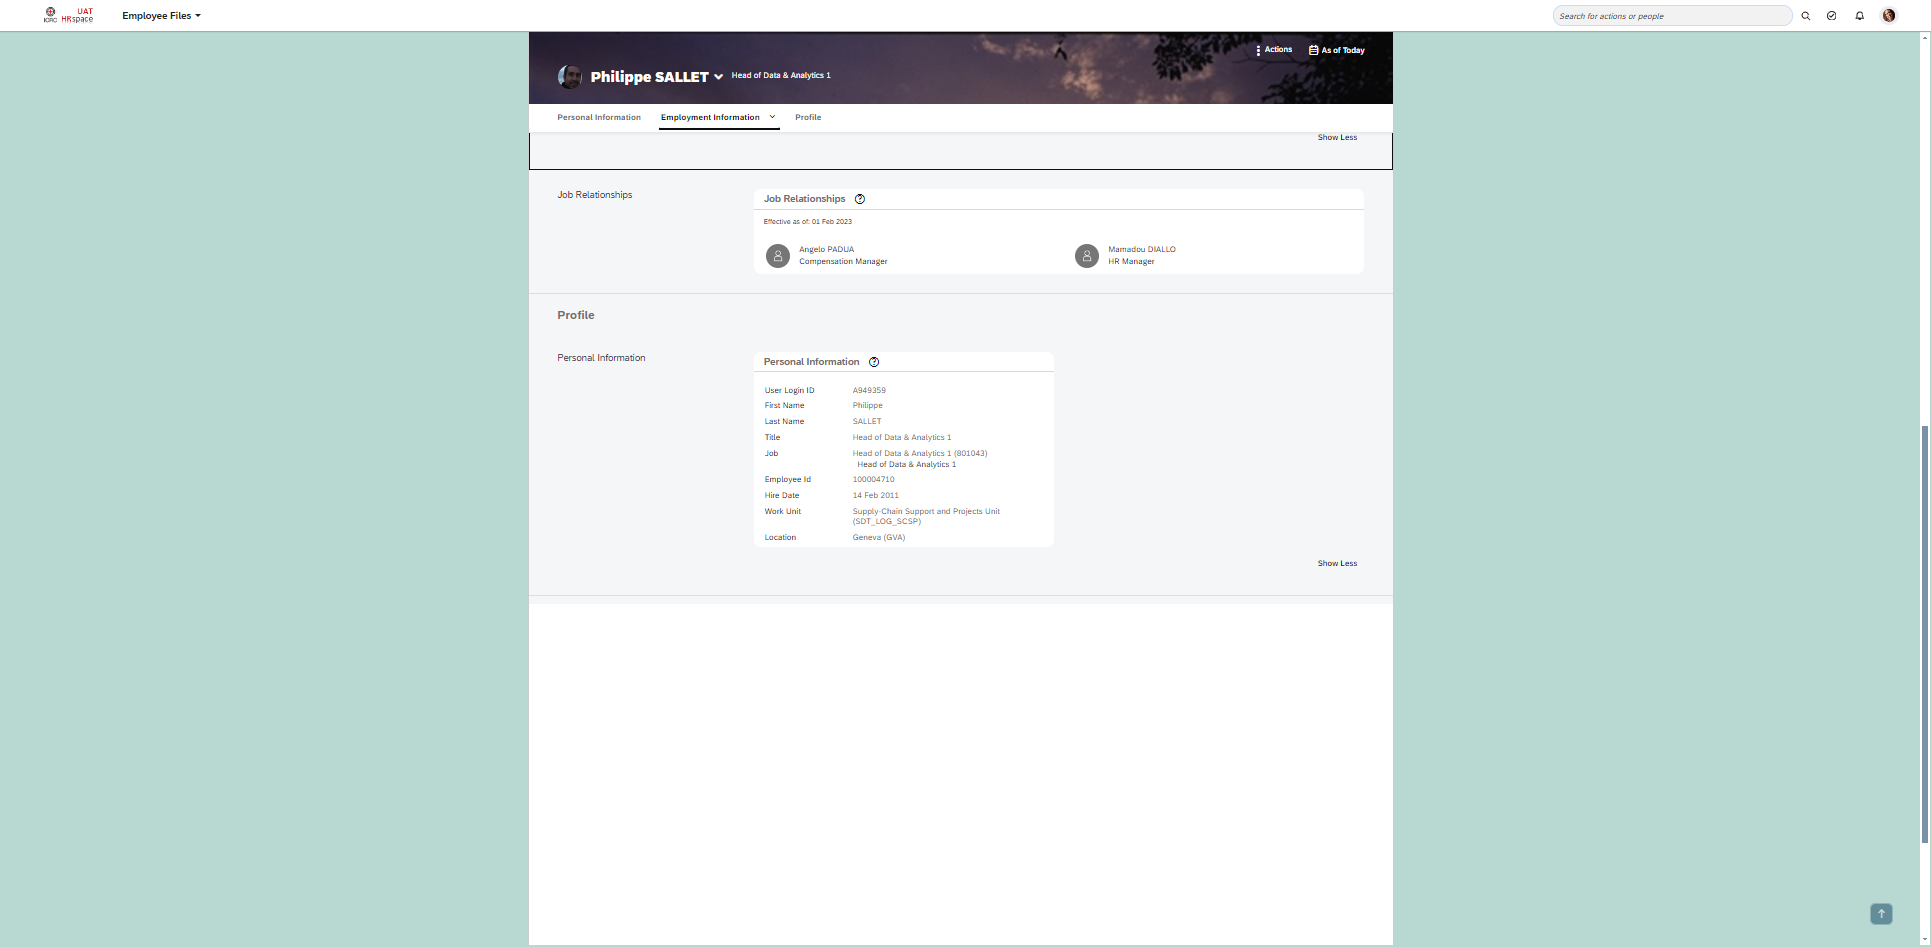 ICRC UAT
HRspace
Employee Files
Search for actions or people
Actions
As of Today
Philippe SALLET
Head of Data & Analytics 1
Personal Information
Employment Information
Profile
Show Less
Job Relationships
Job Relationships
Effective as of: 01 Feb 2023
Angelo PADUA
Compensation Manager
Mamadou DIALLO
HR Manager
Profile
Personal Information
Personal Information
User Login ID A949359
First Name Philippe
Last Name SALLET
Title Head of Data & Analytics 1
Job Head of Data & Analytics 1 (801043)
Head of Data & Analytics 1
Employee Id 100004710
Hire Date 14 Feb 2011
Work Unit Supply-Chain Support and Projects Unit
(SDT_LOG_SCSP)
Location Geneva (GVA)
Show Less